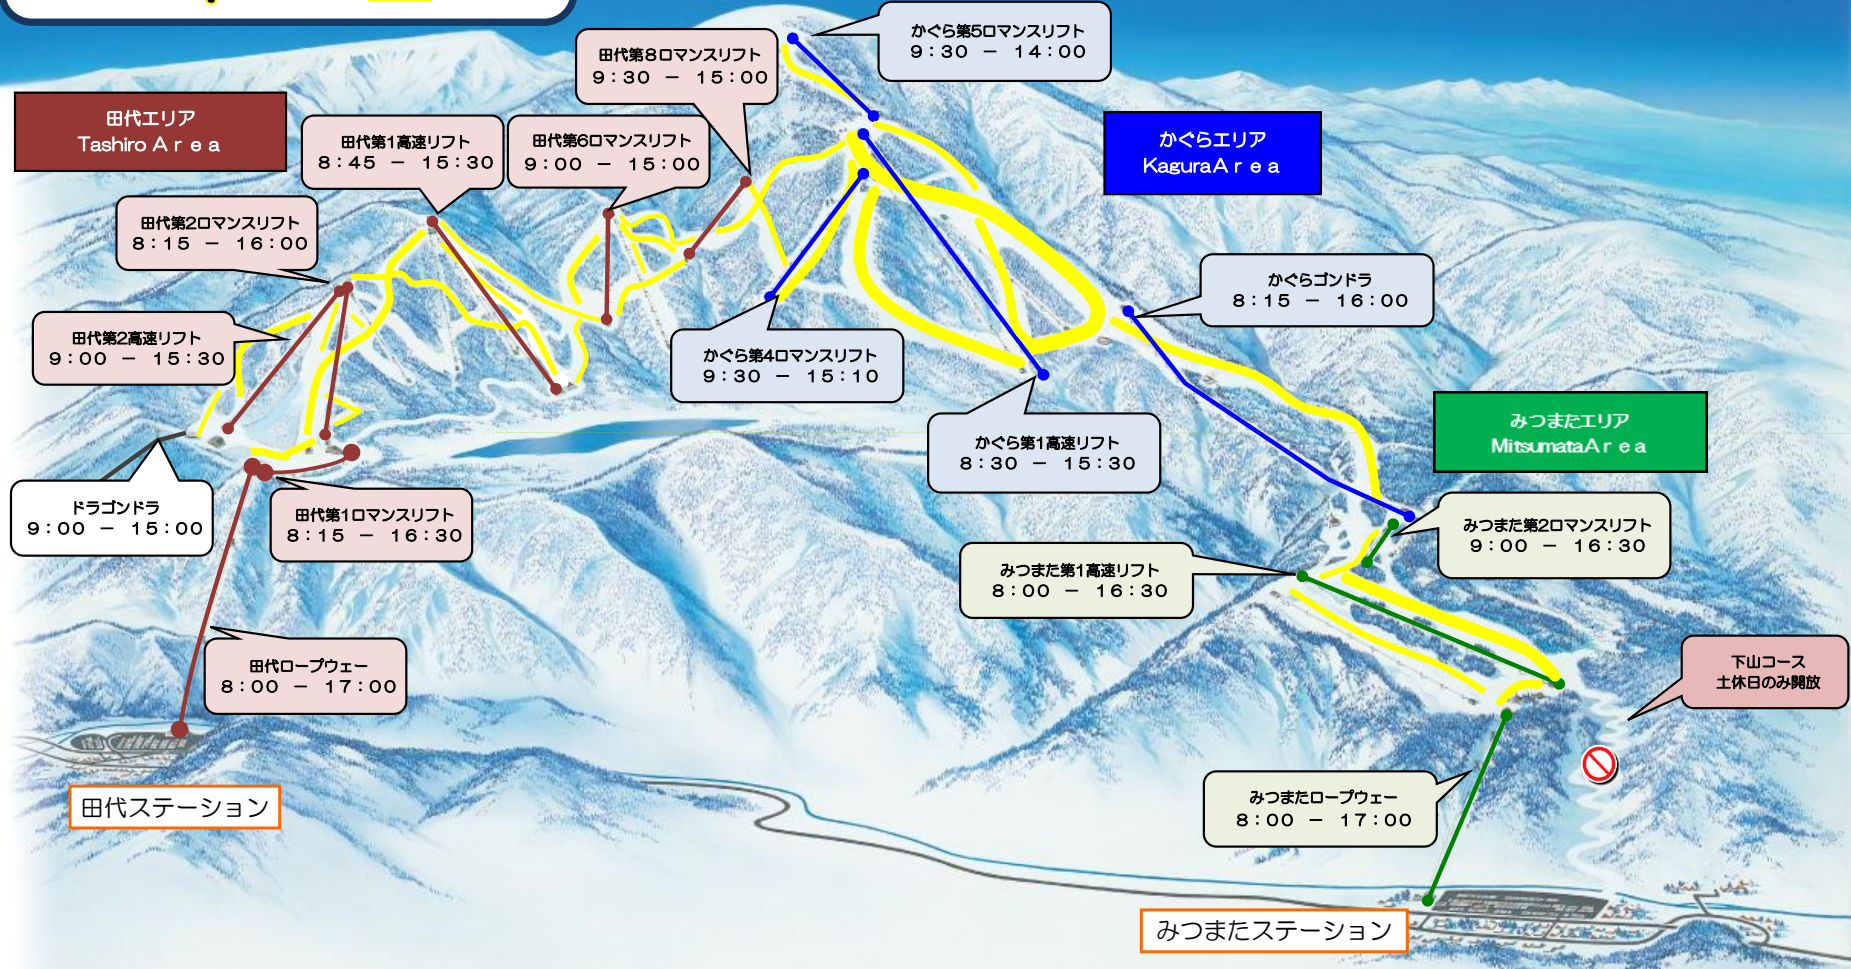 かぐら第5ロマンスリフト
9:30 － 14:00
田代第8ロマンスリフト
9:30 － 15:00
田代エリア
Tashiro Area
田代第1高速リフト
8:45 － 15:30
田代第6ロマンスリフト
9:00 － 15:00
かぐらエリア
KaguraArea
田代第2ロマンスリフト
8:15 － 16:00
かぐらゴンドラ
8:15 － 16:00
田代第2高速リフト
9:00 － 15:30
かぐら第4ロマンスリフト
9:30 － 15:10
かぐら第1高速リフト
8:30 － 15:30
みつまたエリア
MitsumataArea
ドラゴンドラ
9:00 － 15:00
田代第1ロマンスリフト
8:15 － 16:30
みつまた第2ロマンスリフト
9:00 － 16:30
みつまた第1高速リフト
8:00 － 16:30
田代ロープウェー
8:00 － 17:00
下山コース
土休日のみ開放
みつまたロープウェー
8:00 － 17:00
田代ステーション
みつまたステーション